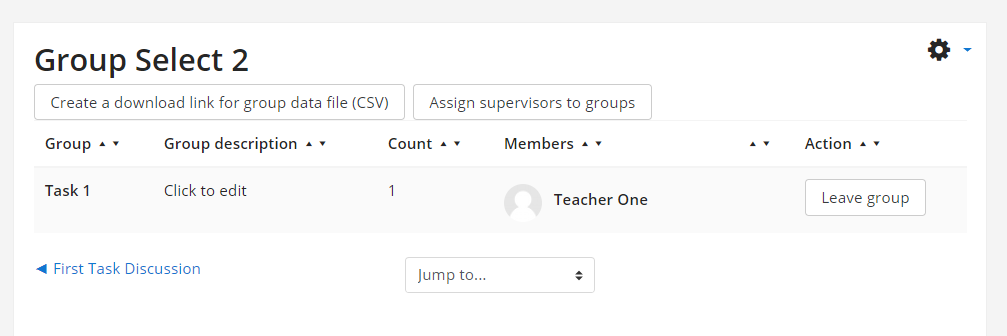 Group Select 2
Create a download link for group data file (CSV) Assign supervisors to groups
Group Group description Count Members Action
Task 1 Click to edit 1 Teacher One Leave group
◄ First Task Discussion Jump to...